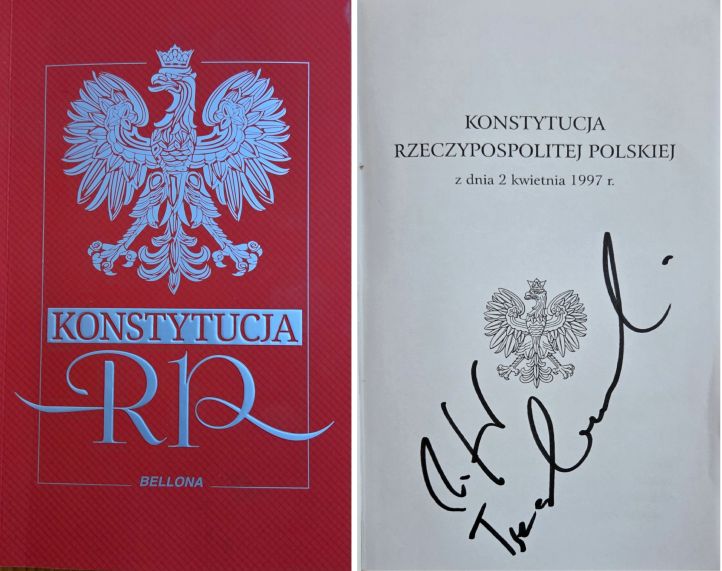 KONSTYTUCJA
RP
BELLONA
KONSTYTUCJA
RZECZYPOSPOLITEJ POLSKIEJ
z dnia 2 kwietnia 1997 r.